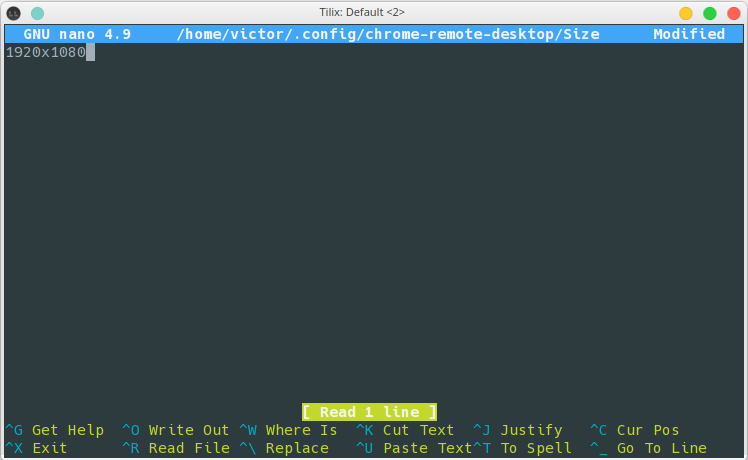 Tilix: Default <2>
GNU nano 4.9 /home/victor/.config/chrome-remote-desktop/Size Modified
1920x1080
[ Read 1 line ]
^G Get Help ^O Write Out ^W Where Is ^K Cut Text ^J Justify ^C Cur Pos
^X Exit ^R Read File ^\ Replace ^U Paste Text^T To Spell ^_ Go To Line